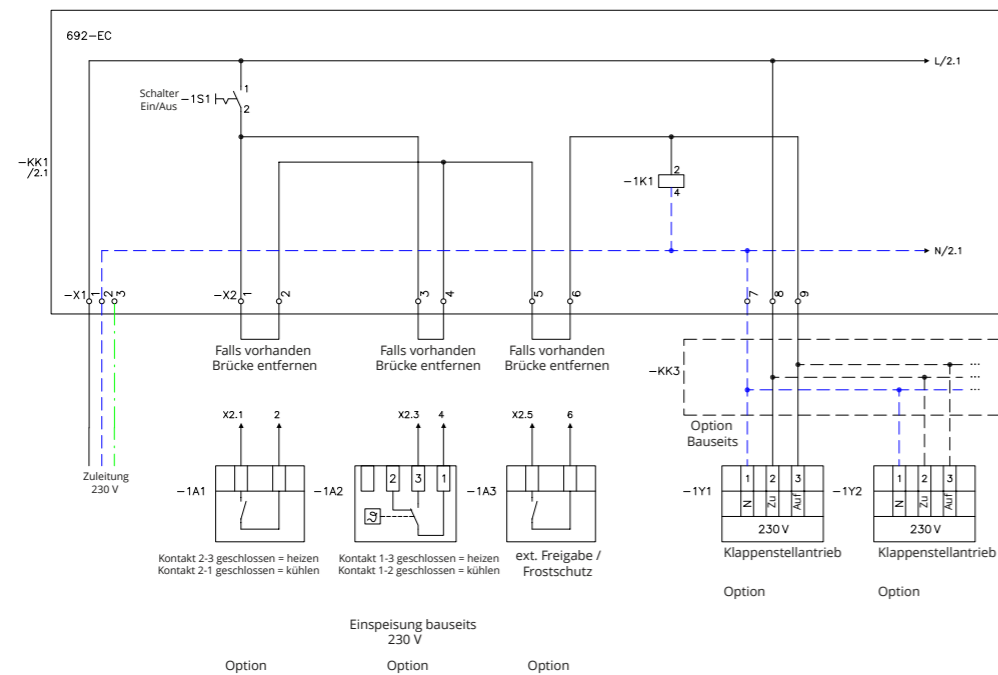 692-EC
L/2.1
Schalter
Ein/Aus
-1S1
1
2
-KK1
/2.1
-1K1
2
4
N/2.1
-X1
1
2
3
-X2
1
2
3
4
5
6
7
8
9
Falls vorhanden
Brücke entfernen
Falls vorhanden
Brücke entfernen
Falls vorhanden
Brücke entfernen
-KK3
...
...
...
Option
Bauseits
X2.1
2
X2.3
4
X2.5
6
Zuleitung
230 V
-1A1
-1A2
2
3
1
ϑ
-1A3
-1Y1
1
2
3
N
Zu
Auf
230 V
-1Y2
1
2
3
N
Zu
Auf
230 V
Kontakt 2-3 geschlossen = heizen
Kontakt 2-1 geschlossen = kühlen
Kontakt 1-3 geschlossen = heizen
Kontakt 1-2 geschlossen = kühlen
ext. Freigabe /
Frostschutz
Klappenstellantrieb
Klappenstellantrieb
Option
Option
Einspeisung bauseits
230 V
Option
Option
Option